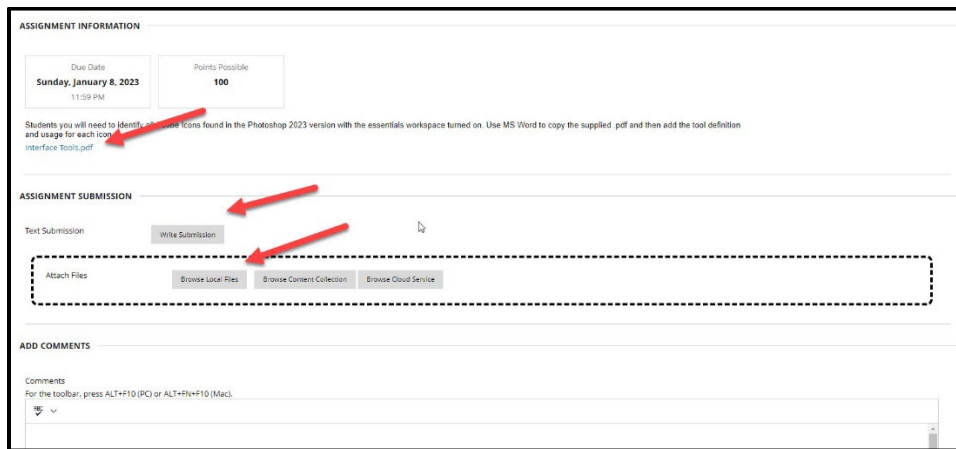 ASSIGNMENT INFORMATION
Due Date
Sunday, January 8, 2023
11:59 PM
Points Possible
100
Students you will need to identify all Icons found in the Photoshop 2023 version with the essentials workspace turned on. Use MS Word to copy the supplied .pdf and then add the tool definition
and usage for each icon
Interface Tools.pdf
ASSIGNMENT SUBMISSION
Text Submission
Write Submission
Attach Files
Browse Local Files
Browse Content Collection
Browse Cloud Service
ADD COMMENTS
Comments
For the toolbar, press ALT+F10 (PC) or ALT+FN+F10 (Mac).